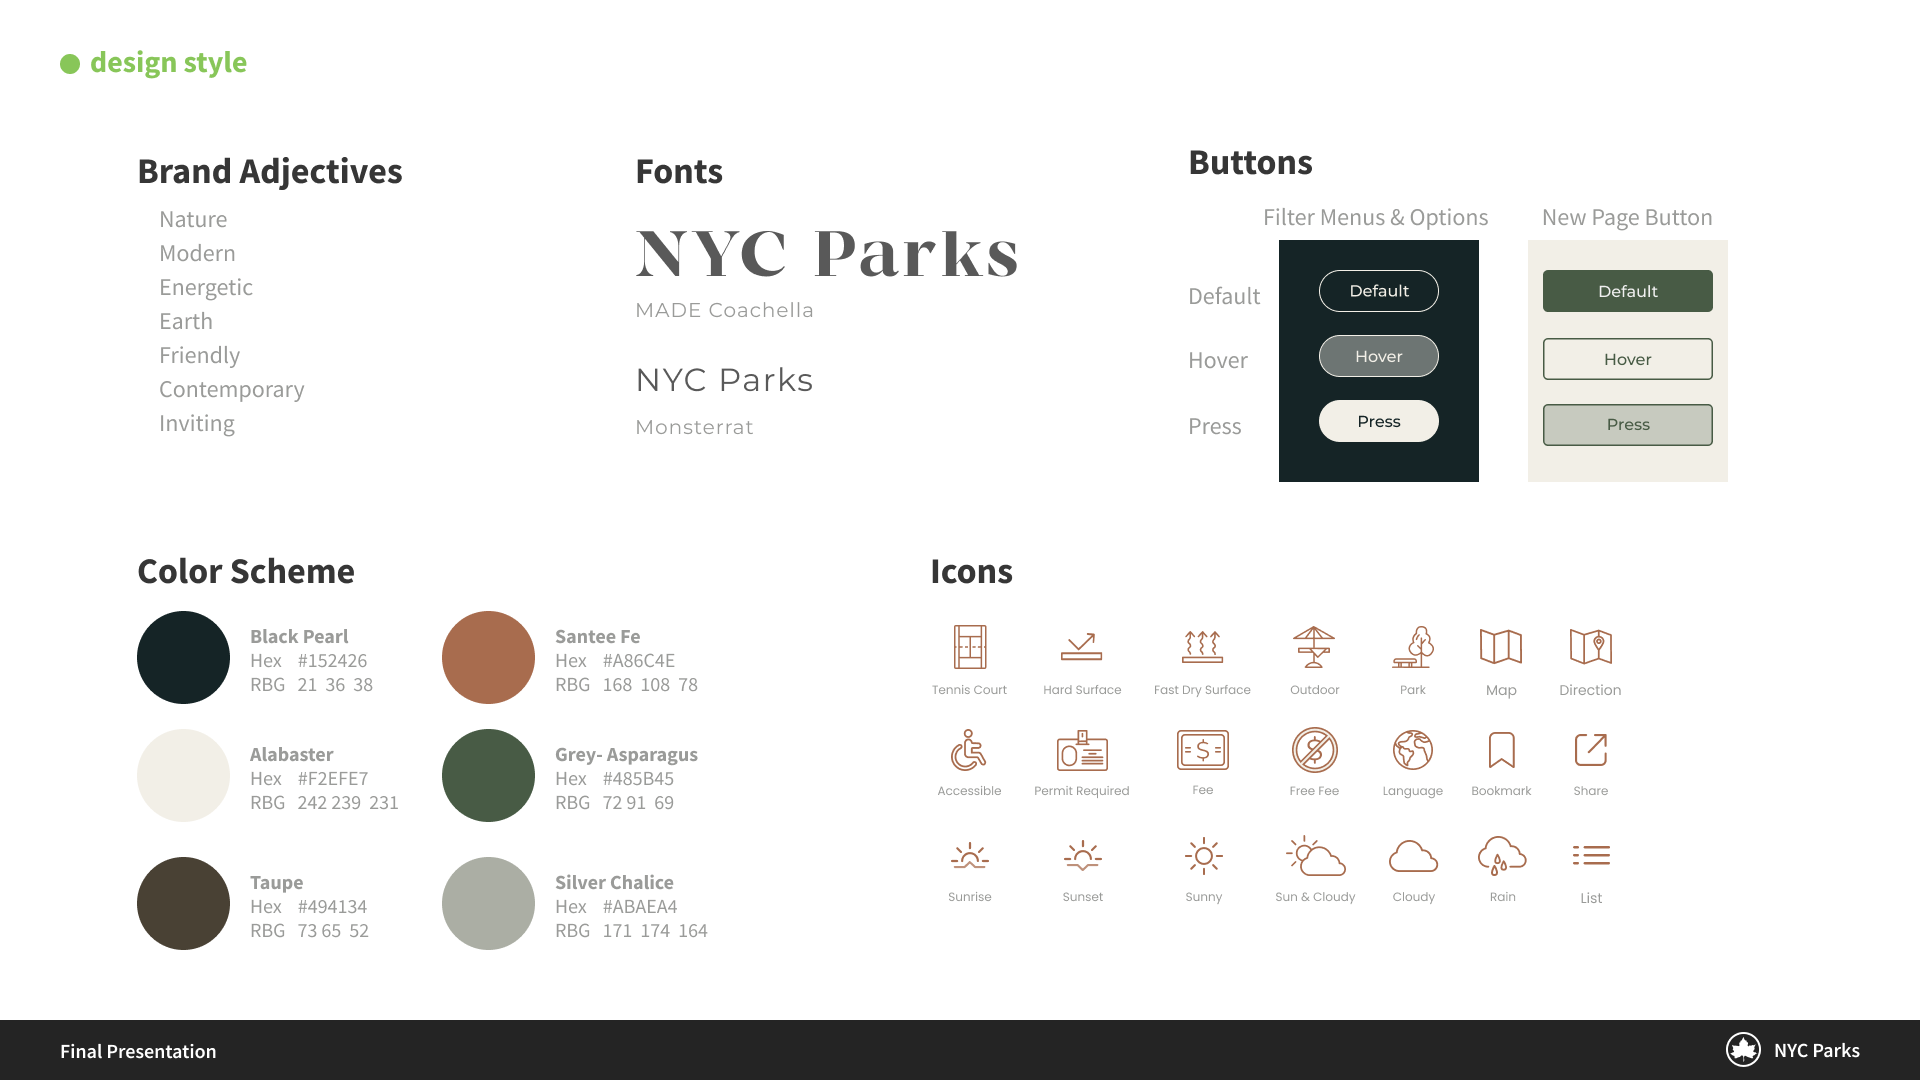 design style
Brand Adjectives
Nature
Modern
Energetic
Earth
Friendly
Contemporary
Inviting
Fonts
NYC Parks
MADE Coachella
NYC Parks
Monsterrat
Buttons
Filter Menus & Options
New Page Button
Default
Default
Default
Hover
Hover
Hover
Press
Press
Press
Color Scheme
Black Pearl
Hex #152426
RBG 21 36 38
Santee Fe
Hex #A86C4E
RBG 168 108 78
Alabaster
Hex #F2EFE7
RBG 242 239 231
Grey- Asparagus
Hex #485B45
RBG 72 91 69
Taupe
Hex #494134
RBG 73 65 52
Silver Chalice
Hex #ABAEA4
RBG 171 174 164
Icons
Tennis Court
Hard Surface
Fast Dry Surface
Outdoor
Park
Map
Direction
Accessible
Permit Required
Fee
Free Fee
Language
Bookmark
Share
Sunrise
Sunset
Sunny
Sun & Cloudy
Cloudy
Rain
List
Final Presentation
NYC Parks